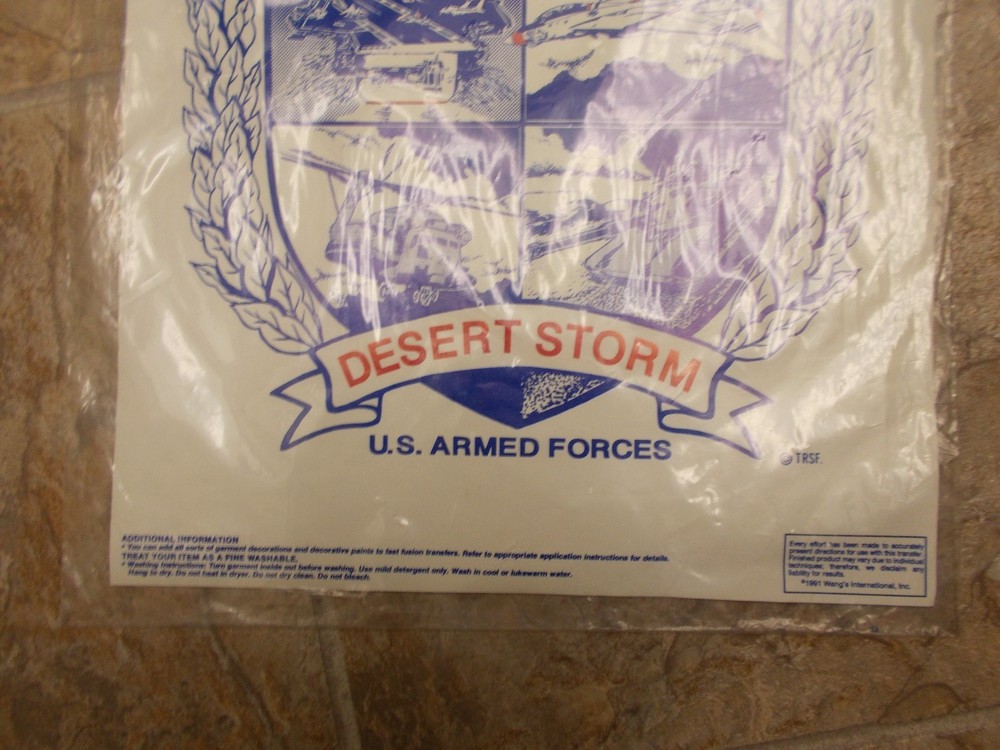 DESERT STORM
U.S. ARMED FORCES
© TRSF.
ADDITIONAL INFORMATION
• You can add all sorts of garment decorations and decorative paints to fast fusion transfers. Refer to appropriate application instructions for details.
TREAT YOUR ITEM AS A FINE WASHABLE.
• Washing Instructions: Turn garment inside out before washing. Use mild detergent only. Wash in cool or lukewarm water.
Hang to dry. Do not heat in dryer. Do not dry clean. Do not bleach.
Every effort has been made to accurately
present directions for use with this transfer.
Finished product may vary due to individual
techniques; therefore, we disclaim any
liability for results.
©1991 Wang's International, Inc.